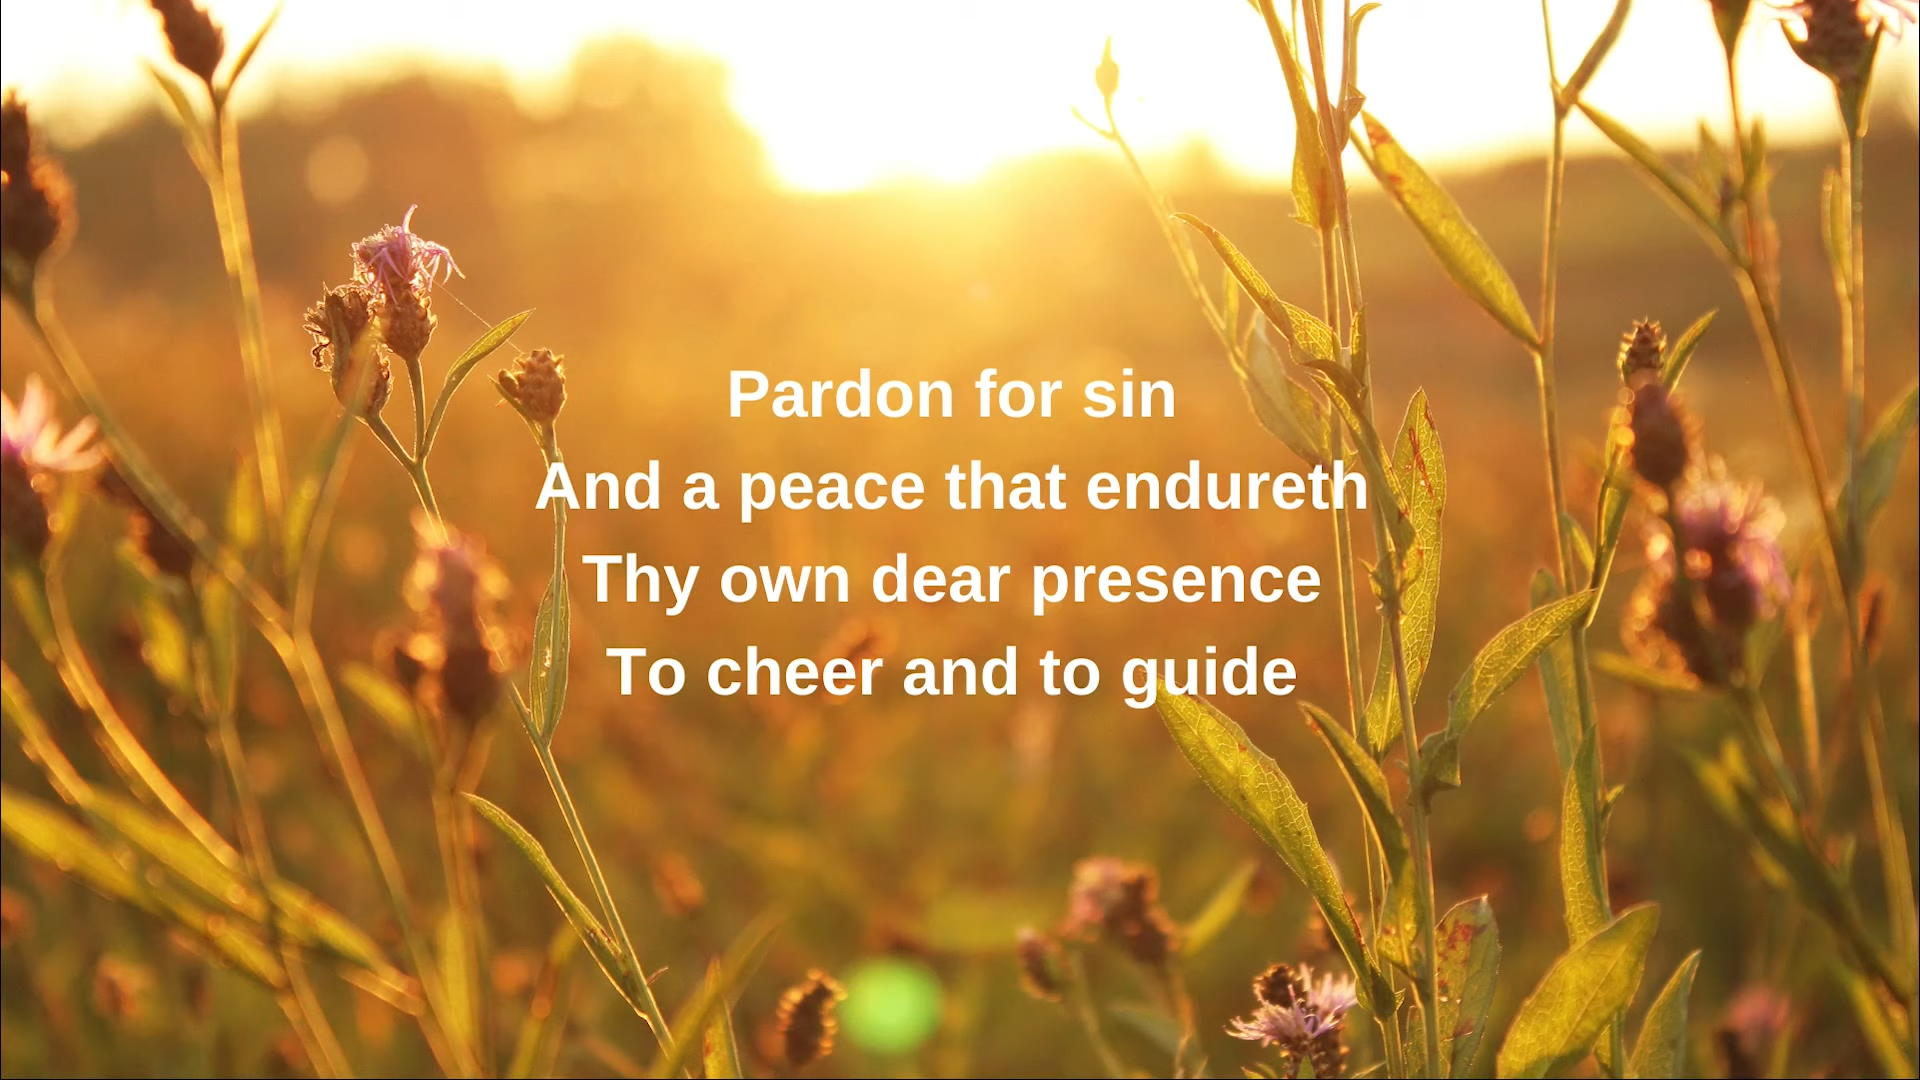 Pardon for sin
And a peace that endureth
Thy own dear presence
To cheer and to guide